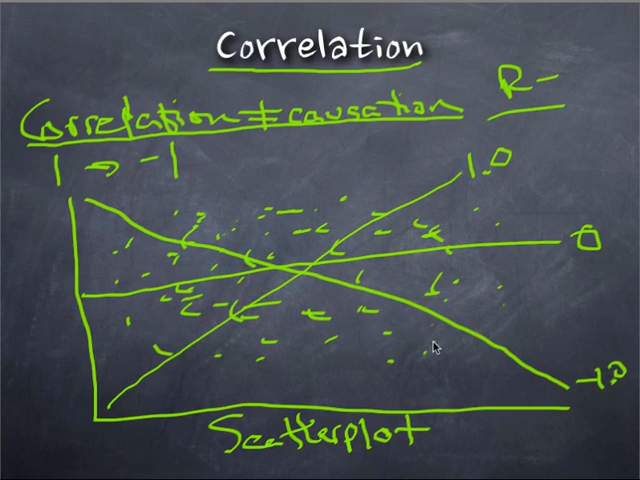 Correlation
R-
Correlation ≠ causation
1 → -1
1.0
0
-1.0
Scatterplot